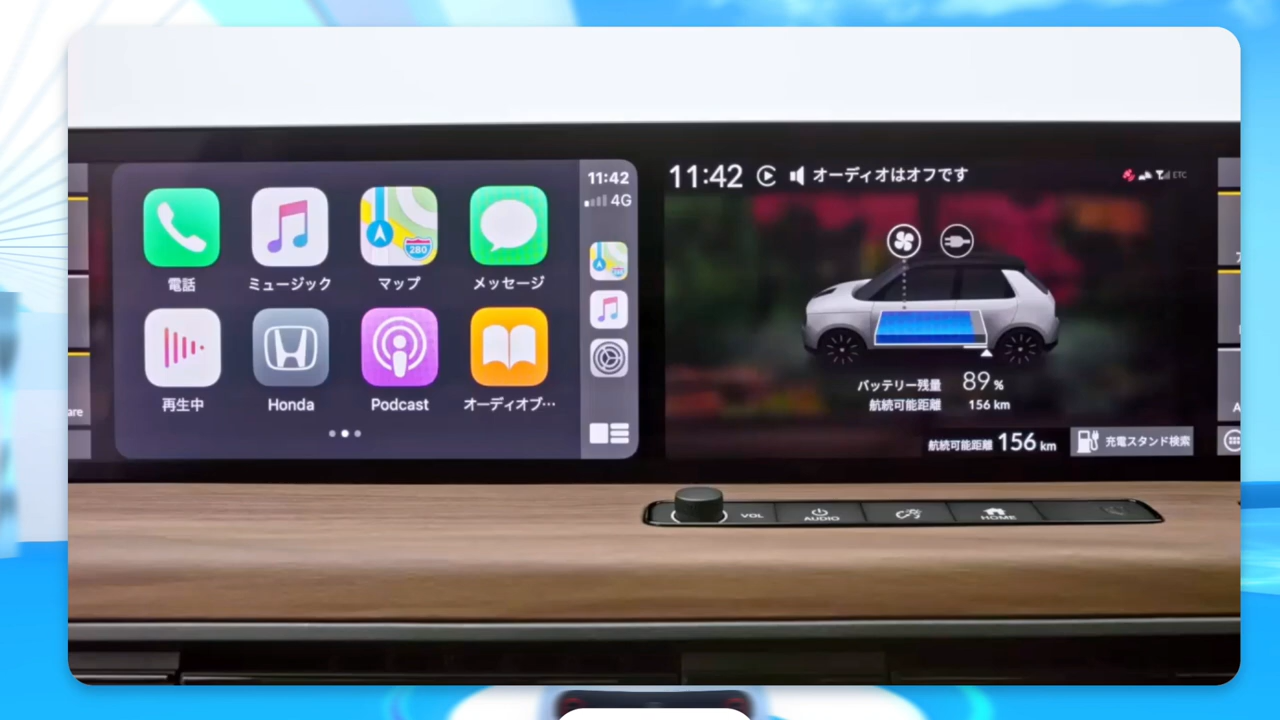 11:42
4G
280
電話
ミュージック
マップ
メッセージ
再生中
Honda
Podcast
オーディオブ…
are
11:42
オーディオはオフです
ETC
バッテリー残量 89 %
航続可能距離 156 km
航続可能距離 156 km
充電スタンド検索
A
VOL
AUDIO
HOME